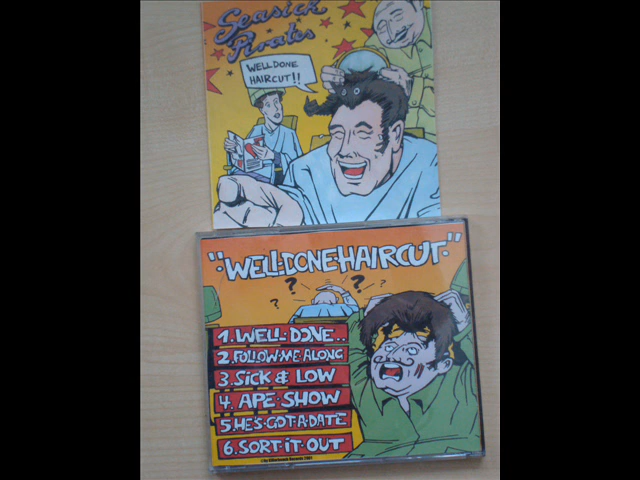 Seasick
Pirates
WELL DONE
HAIRCUT!!
"WELL·DONE·HAIRCUT·"
? ? ? ?
1. WELL·DONE..
2. FOLLOW·ME·ALONG
3. SICK & LOW
4. APE·SHOW
5 HE'S·GOT·A·DATE
6. SORT·IT·OUT